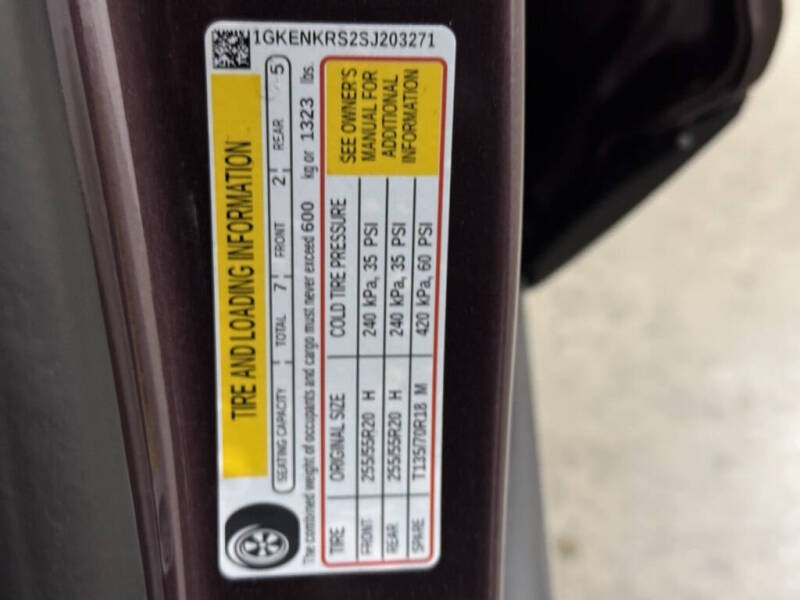 1GKENKRS2SJ203271
TIRE AND LOADING INFORMATION
SEATING CAPACITY TOTAL 7 FRONT 2 REAR 5
The combined weight of occupants and cargo must never exceed 600 kg or 1323 lbs.
TIRE ORIGINAL SIZE COLD TIRE PRESSURE
FRONT 255/55R20 H 240 kPa, 35 PSI
REAR 255/55R20 H 240 kPa, 35 PSI
SPARE T135/70R18 M 420 kPa, 60 PSI
SEE OWNER'S
MANUAL FOR
ADDITIONAL
INFORMATION